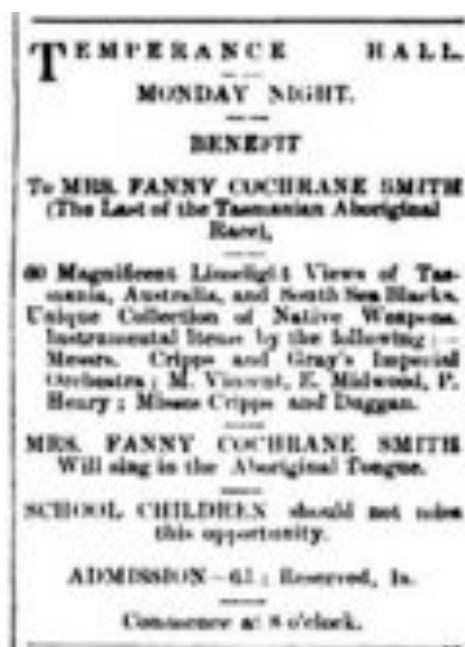 TEMPERANCE HALL.
MONDAY NIGHT.
BENEFIT
To MRS. FANNY COCHRANE SMITH
(The Last of the Tasmanian Aboriginal
Race),
60 Magnificent Limelight Views of Tas-
mania, Australia, and South Sea Blacks.
Unique Collection of Native Weapons.
Instrumental Items by the following :—
Messrs. Cripps and Gray's Imperial
Orchestra ; M. Vincent, E. Midwood, P.
Henry ; Misses Cripps and Duggan.
MRS. FANNY COCHRANE SMITH
Will sing in the Aboriginal Tongue.
SCHOOL CHILDREN should not miss
this opportunity.
ADMISSION— ; Reserved, 1s.
Commence at 8 o'clock.